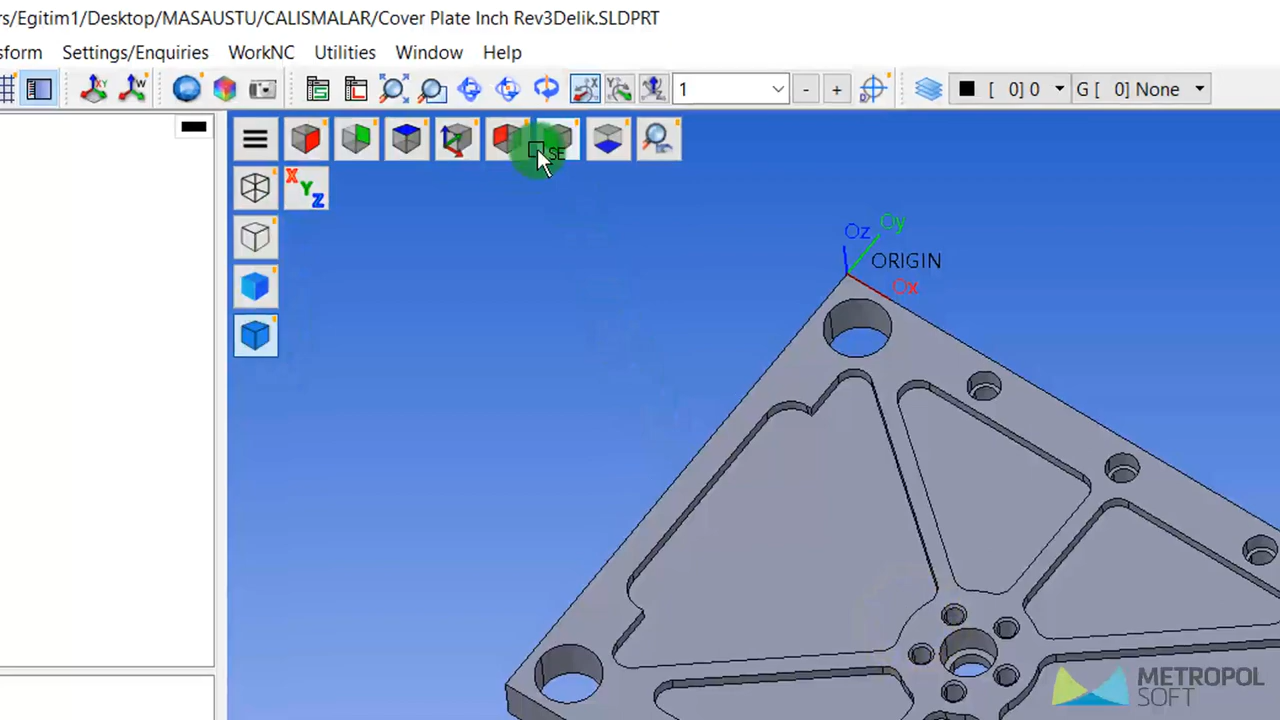 rs/Egitim1/Desktop/MASAUSTU/CALISMALAR/Cover Plate Inch Rev3Delik.SLDPRT
sform Settings/Enquiries WorkNC Utilities Window Help
1 - + [ 0] 0 G [ 0] None
SE
X
Y
Z
Oz Oy
ORIGIN
Ox
METROPOL
SOFT